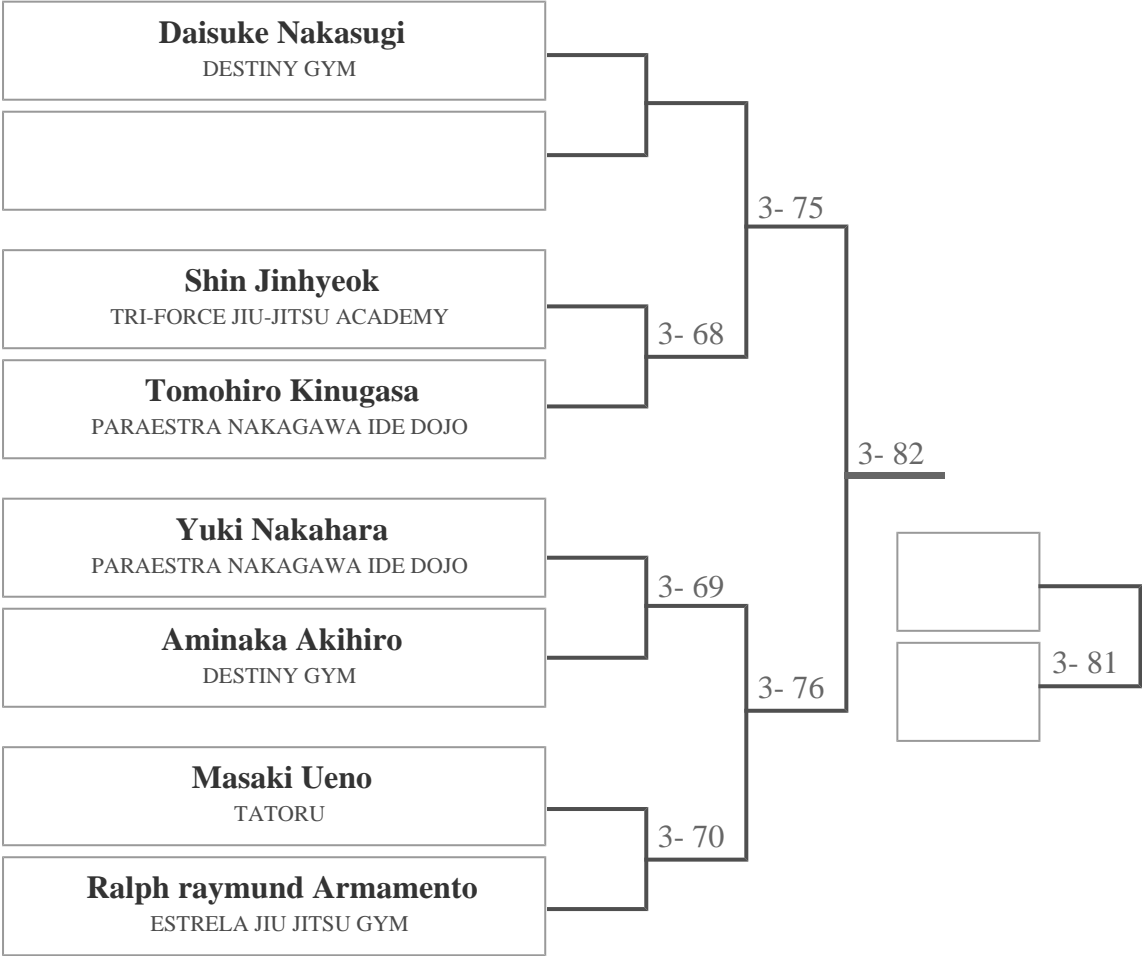 Daisuke Nakasugi
DESTINY GYM
3- 75
Shin Jinhyeok
TRI-FORCE JIU-JITSU ACADEMY
3- 68
Tomohiro Kinugasa
PARAESTRA NAKAGAWA IDE DOJO
3- 82
Yuki Nakahara
PARAESTRA NAKAGAWA IDE DOJO
3- 69
Aminaka Akihiro
DESTINY GYM
3- 81
3- 76
Masaki Ueno
TATORU
3- 70
Ralph raymund Armamento
ESTRELA JIU JITSU GYM